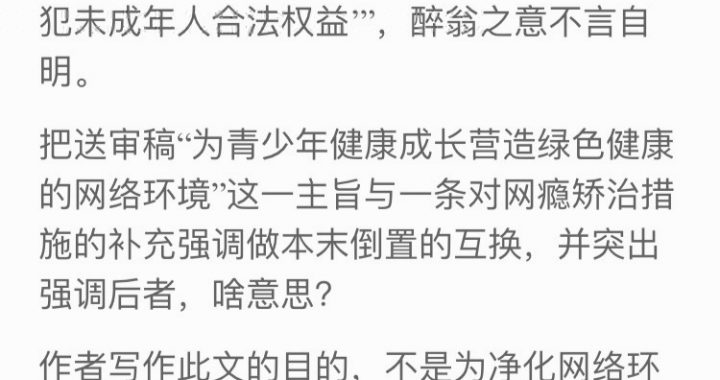 犯未成年人合法权益’”，醉翁之意不言自
明。
把送审稿“为青少年健康成长营造绿色健康
的网络环境”这一主旨与一条对网瘾矫治措
施的补充强调做本末倒置的互换，并突出
强调后者，啥意思？
作者写作此文的目的，不是为净化网络环